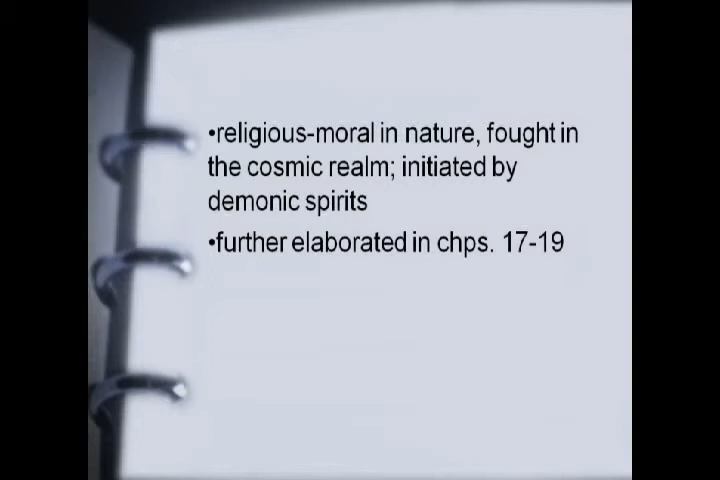 •religious-moral in nature, fought in
the cosmic realm; initiated by
demonic spirits
•further elaborated in chps. 17-19